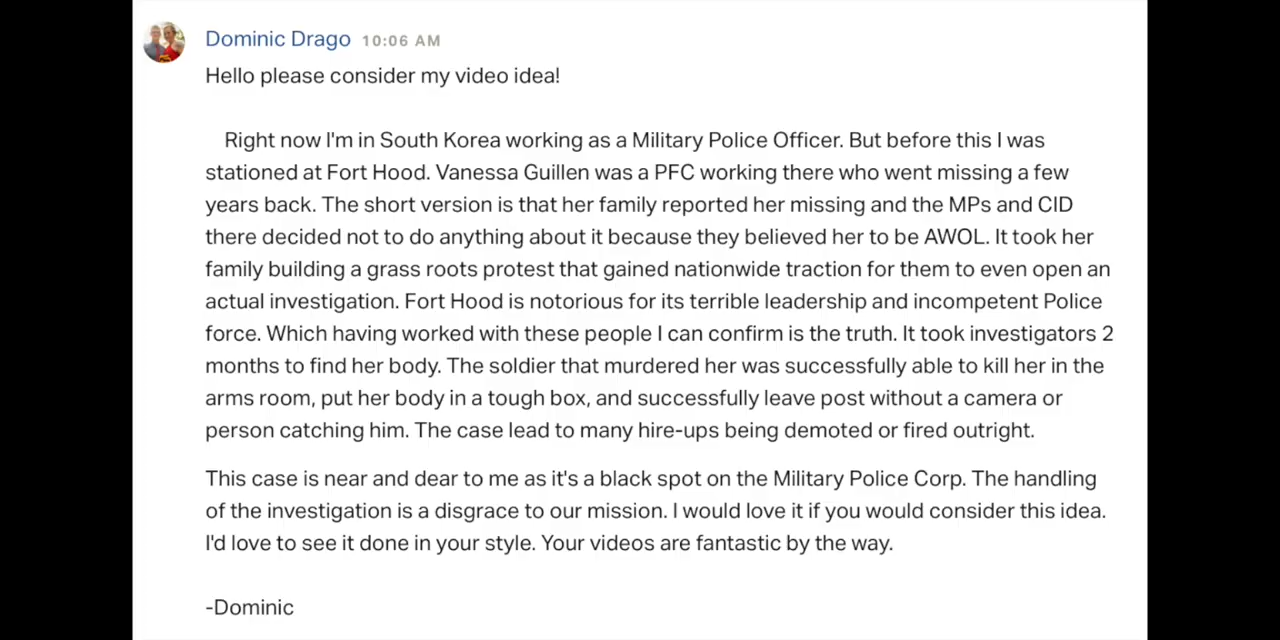 Dominic Drago 10:06 AM
Hello please consider my video idea!
Right now I'm in South Korea working as a Military Police Officer. But before this I was
stationed at Fort Hood. Vanessa Guillen was a PFC working there who went missing a few
years back. The short version is that her family reported her missing and the MPs and CID
there decided not to do anything about it because they believed her to be AWOL. It took her
family building a grass roots protest that gained nationwide traction for them to even open an
actual investigation. Fort Hood is notorious for its terrible leadership and incompetent Police
force. Which having worked with these people I can confirm is the truth. It took investigators 2
months to find her body. The soldier that murdered her was successfully able to kill her in the
arms room, put her body in a tough box, and successfully leave post without a camera or
person catching him. The case lead to many hire-ups being demoted or fired outright.
This case is near and dear to me as it's a black spot on the Military Police Corp. The handling
of the investigation is a disgrace to our mission. I would love it if you would consider this idea.
I'd love to see it done in your style. Your videos are fantastic by the way.
-Dominic